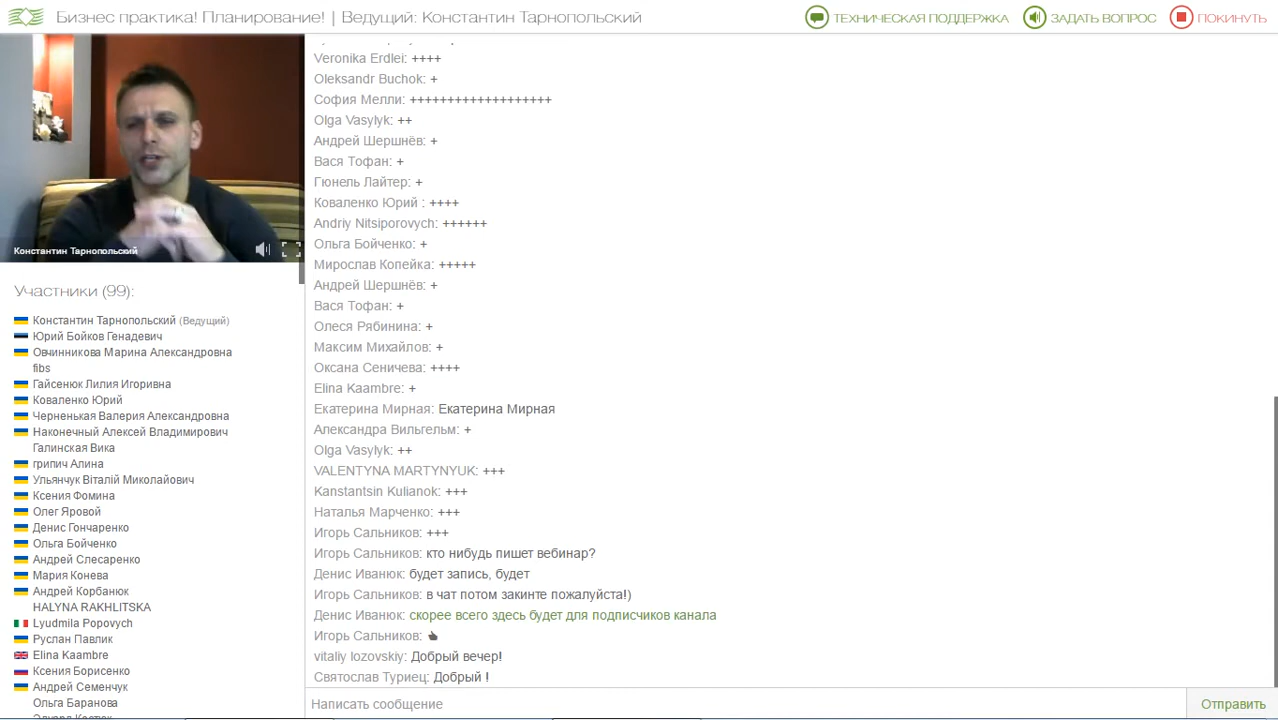 Бизнес практика! Планирование! | Ведущий: Константин Тарнопольский
ТЕХНИЧЕСКАЯ ПОДДЕРЖКА
ЗАДАТЬ ВОПРОС
ПОКИНУТЬ
Константин Тарнопольский
Участники (99):
Константин Тарнопольский (Ведущий)
Юрий Бойков Генадевич
Овчинникова Марина Александровна
fibs
Гайсенюк Лилия Игоривна
Коваленко Юрий
Черненькая Валерия Александровна
Наконечный Алексей Владимирович
Галинская Вика
грипич Алина
Ульянчук Віталій Миколайович
Ксения Фомина
Олег Яровой
Денис Гончаренко
Ольга Бойченко
Андрей Слесаренко
Мария Конева
Андрей Корбанюк
HALYNA RAKHLITSKA
Lyudmila Popovych
Руслан Павлик
Elina Kaambre
Ксения Борисенко
Андрей Семенчук
Ольга Баранова
Veronika Erdlei: ++++
Oleksandr Buchok: +
София Мелли: +++++++++++++++++++
Olga Vasylyk: ++
Андрей Шершнёв: +
Вася Тофан: +
Гюнель Лайтер: +
Коваленко Юрий : ++++
Andriy Nitsiporovych: ++++++
Ольга Бойченко: +
Мирослав Копейка: +++++
Андрей Шершнёв: +
Вася Тофан: +
Олеся Рябинина: +
Максим Михайлов: +
Оксана Сеничева: ++++
Elina Kaambre: +
Екатерина Мирная: Екатерина Мирная
Александра Вильгельм: +
Olga Vasylyk: ++
VALENTYNA MARTYNYUK: +++
Kanstantsin Kulianok: +++
Наталья Марченко: +++
Игорь Сальников: +++
Игорь Сальников: кто нибудь пишет вебинар?
Денис Иванюк: будет запись, будет
Игорь Сальников: в чат потом закинте пожалуйста!)
Денис Иванюк: скорее всего здесь будет для подписчиков канала
Игорь Сальников:
vitaliy lozovskiy: Добрый вечер!
Святослав Туриец: Добрый !
Написать сообщение
Отправить